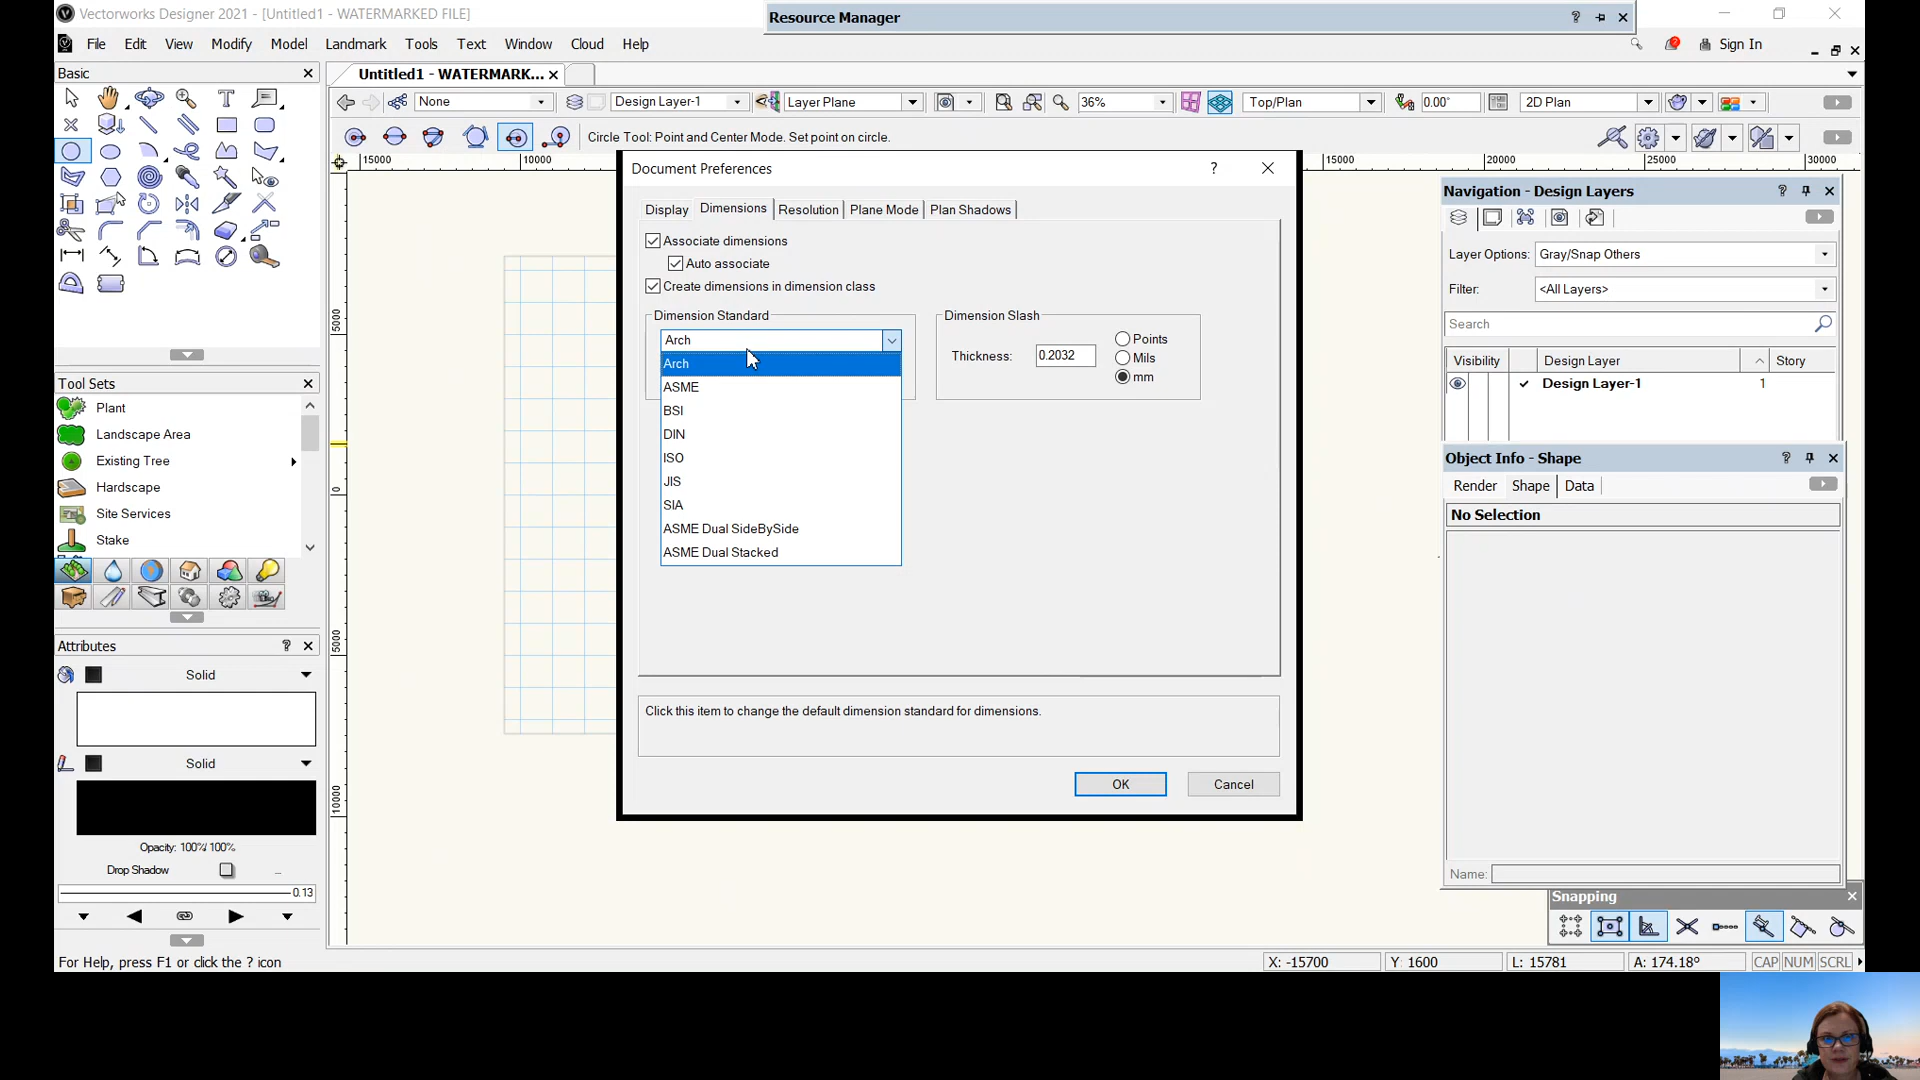 Vectorworks Designer 2021 - [Untitled1 - WATERMARKED FILE]
Resource Manager
File Edit View Modify Model Landmark Tools Text Window Cloud Help
Sign In
Basic
Untitled1 - WATERMARK...
None
Design Layer-1
Layer Plane
36%
Top/Plan
0.00°
2D Plan
Circle Tool: Point and Center Mode. Set point on circle.
15000
10000
15000
20000
25000
30000
5000
0
5000
10000
Document Preferences
Display Dimensions Resolution Plane Mode Plan Shadows
Associate dimensions
Auto associate
Create dimensions in dimension class
Dimension Standard
Arch
Arch
ASME
BSI
DIN
ISO
JIS
SIA
ASME Dual SideBySide
ASME Dual Stacked
Dimension Slash
Thickness: 0.2032
Points
Mils
mm
Click this item to change the default dimension standard for dimensions.
OK Cancel
Navigation - Design Layers
Layer Options: Gray/Snap Others
Filter: <All Layers>
Search
Visibility Design Layer Story
Design Layer-1 1
Object Info - Shape
Render Shape Data
No Selection
Name:
Snapping
Tool Sets
Plant
Landscape Area
Existing Tree
Hardscape
Site Services
Stake
Attributes
Solid
Solid
Opacity: 100%/ 100%
Drop Shadow
...
0.13
For Help, press F1 or click the ? icon
X: -15700 Y: 1600 L: 15781 A: 174.18° CAP NUM SCRL